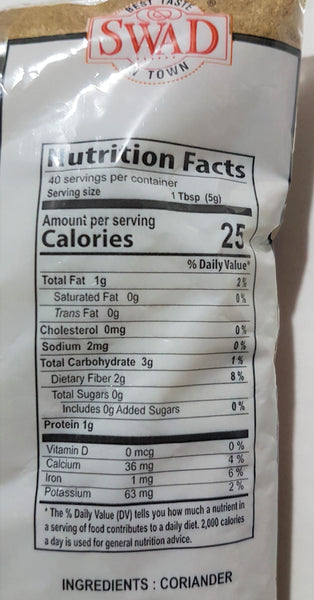 BEST TASTE
SWAD
®
TOWN
Nutrition Facts
40 servings per container
Serving size 1 Tbsp (5g)
Amount per serving
Calories 25
% Daily Value*
Total Fat 1g 2%
Saturated Fat 0g 0%
Trans Fat 0g
Cholesterol 0mg 0%
Sodium 2mg 0%
Total Carbohydrate 3g 1%
Dietary Fiber 2g 8%
Total Sugars 0g
Includes 0g Added Sugars 0%
Protein 1g
Vitamin D 0 mcg 0%
Calcium 36 mg 4%
Iron 1 mg 6%
Potassium 63 mg 2%
* The % Daily Value (DV) tells you how much a nutrient in
a serving of food contributes to a daily diet. 2,000 calories
a day is used for general nutrition advice.
INGREDIENTS : CORIANDER